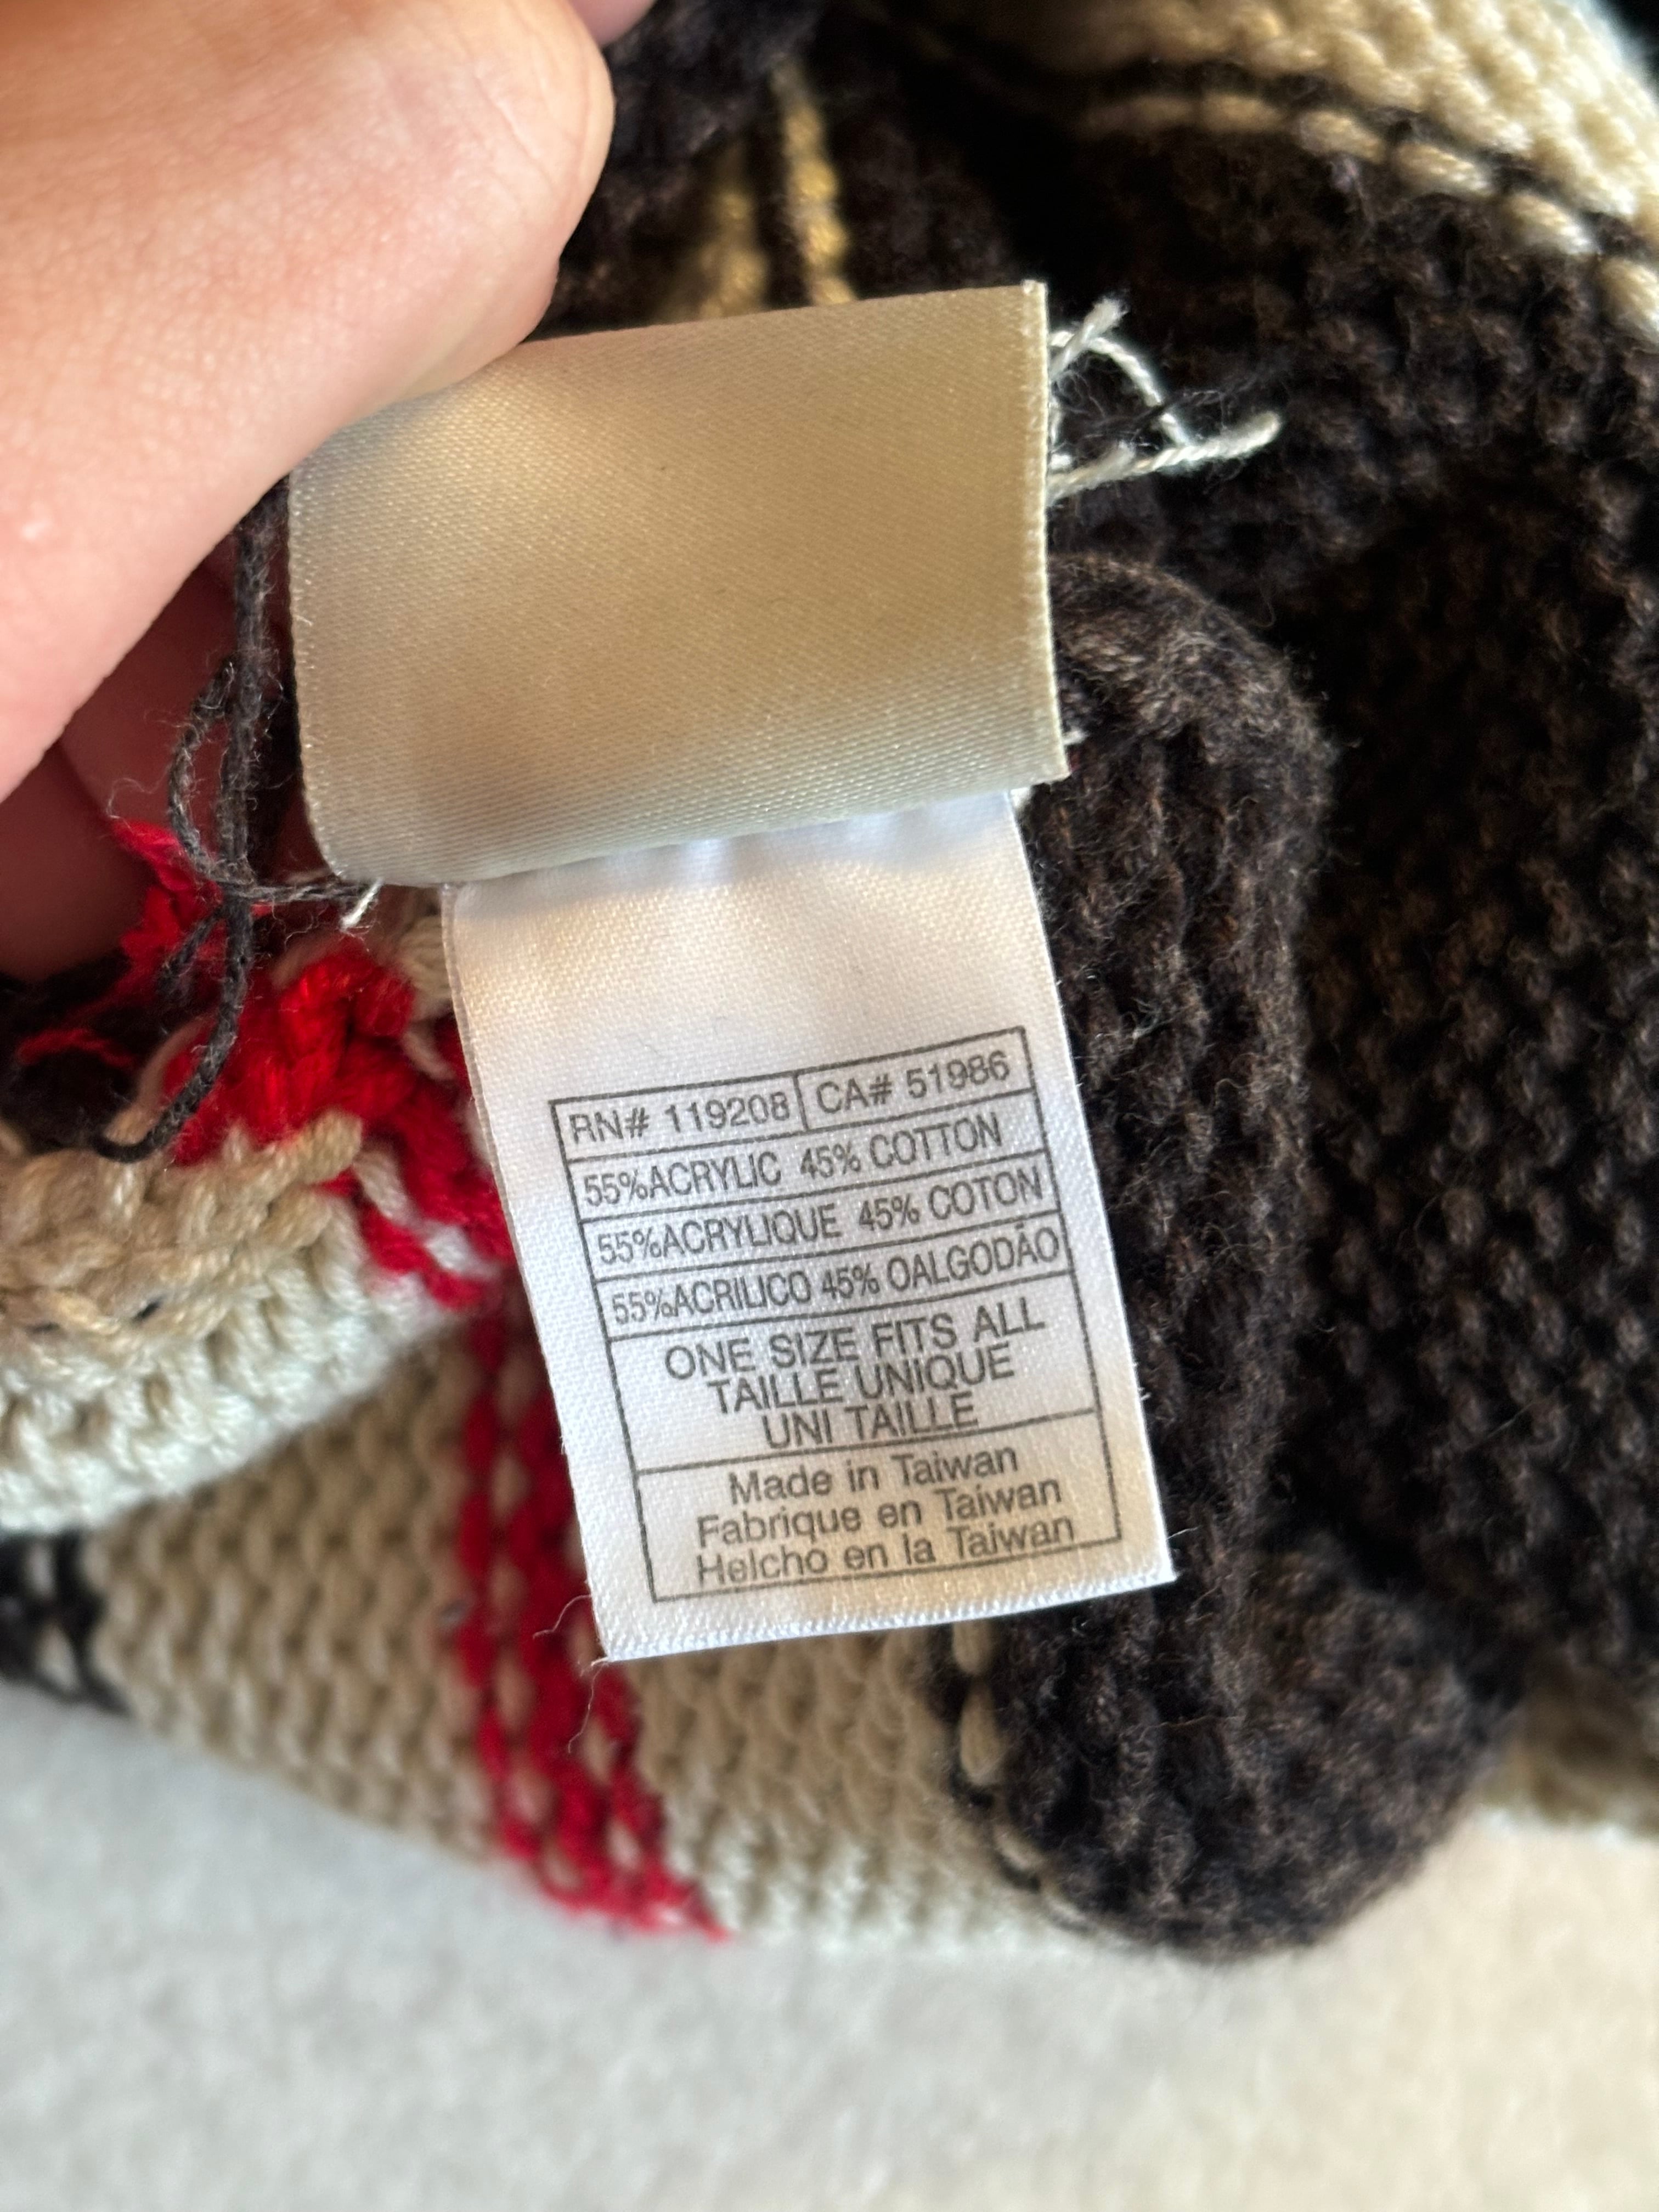 RN# 119208 CA# 51986
55%ACRYLIC 45% COTTON
55%ACRYLIQUE 45% COTON
55%ACRILICO 45% OALGODÃO
ONE SIZE FITS ALL
TAILLE UNIQUE
UNI TAILLE
Made in Taiwan
Fabrique en Taiwan
Helcho en la Taiwan